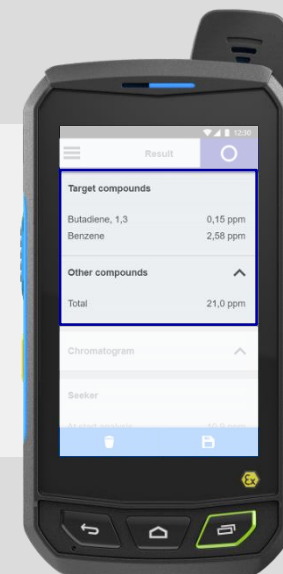 12:30
Result
Target compounds
Butadiene, 1,3 0,15 ppm
Benzene 2,58 ppm
Other compounds
Total 21,0 ppm
Chromatogram
Seeker
Ex